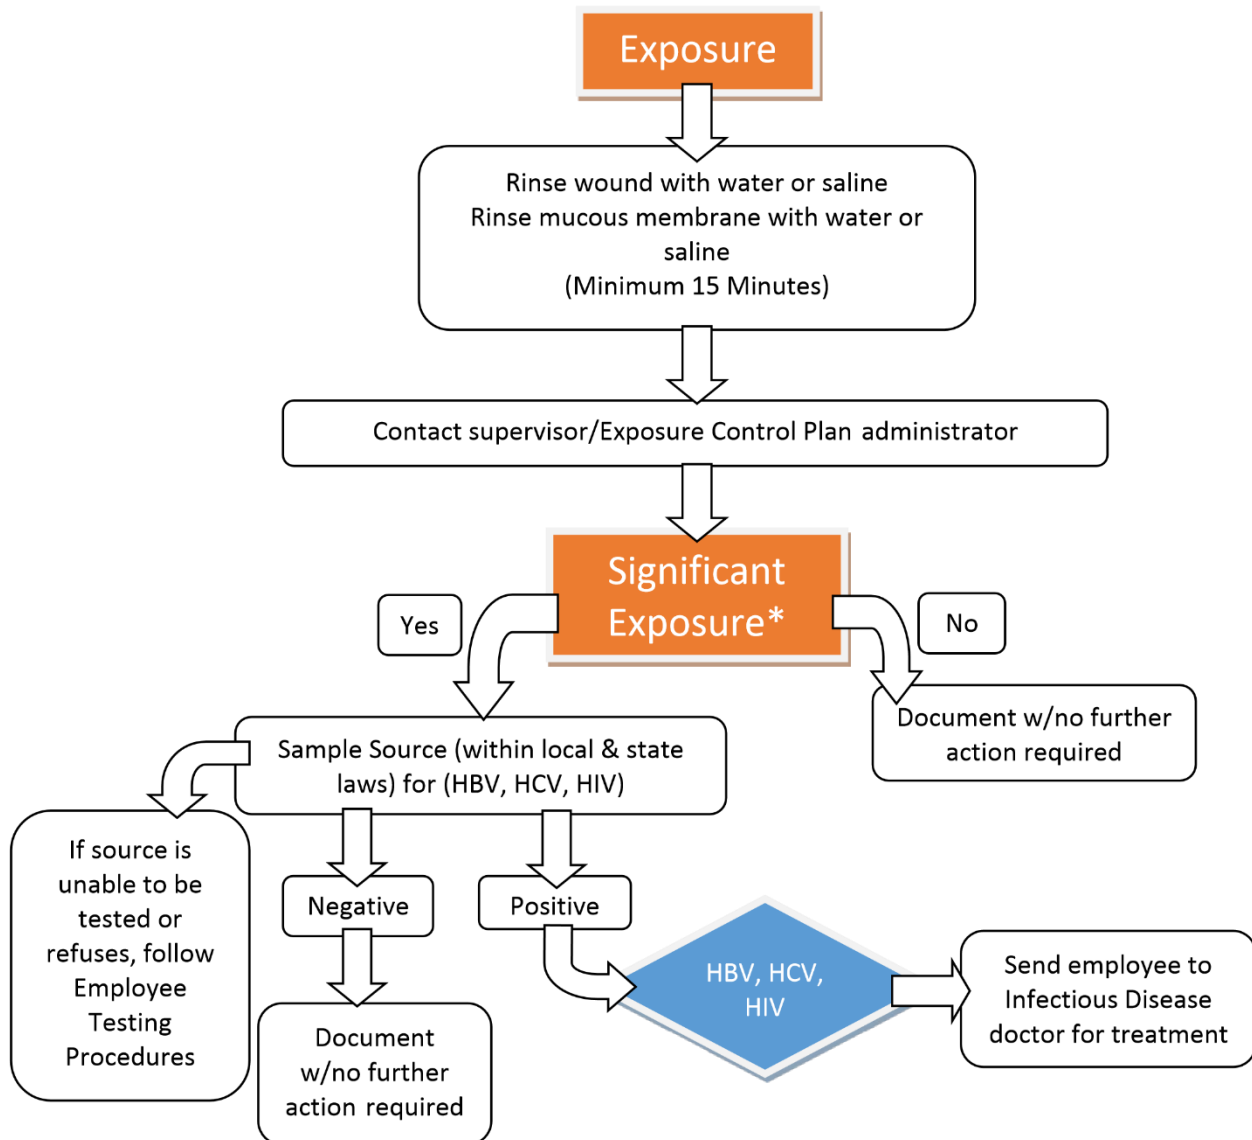 Exposure
Rinse wound with water or saline
Rinse mucous membrane with water or
saline
(Minimum 15 Minutes)
Contact supervisor/Exposure Control Plan administrator
Significant
Exposure*
Yes
No
Document w/no further
action required
Sample Source (within local & state
laws) for (HBV, HCV, HIV)
If source is
unable to be
tested or
refuses, follow
Employee
Testing
Procedures
Negative
Positive
Document
w/no further
action required
HBV, HCV,
HIV
Send employee to
Infectious Disease
doctor for treatment